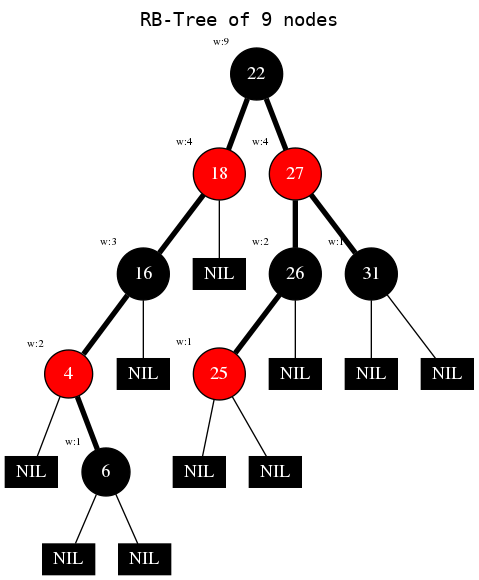 RB-Tree of 9 nodes
w:9
22
w:4
18
w:4
27
w:3
16
NIL
w:2
26
w:1
31
w:2
4
NIL
w:1
25
NIL
NIL
NIL
NIL
w:1
6
NIL
NIL
NIL
NIL